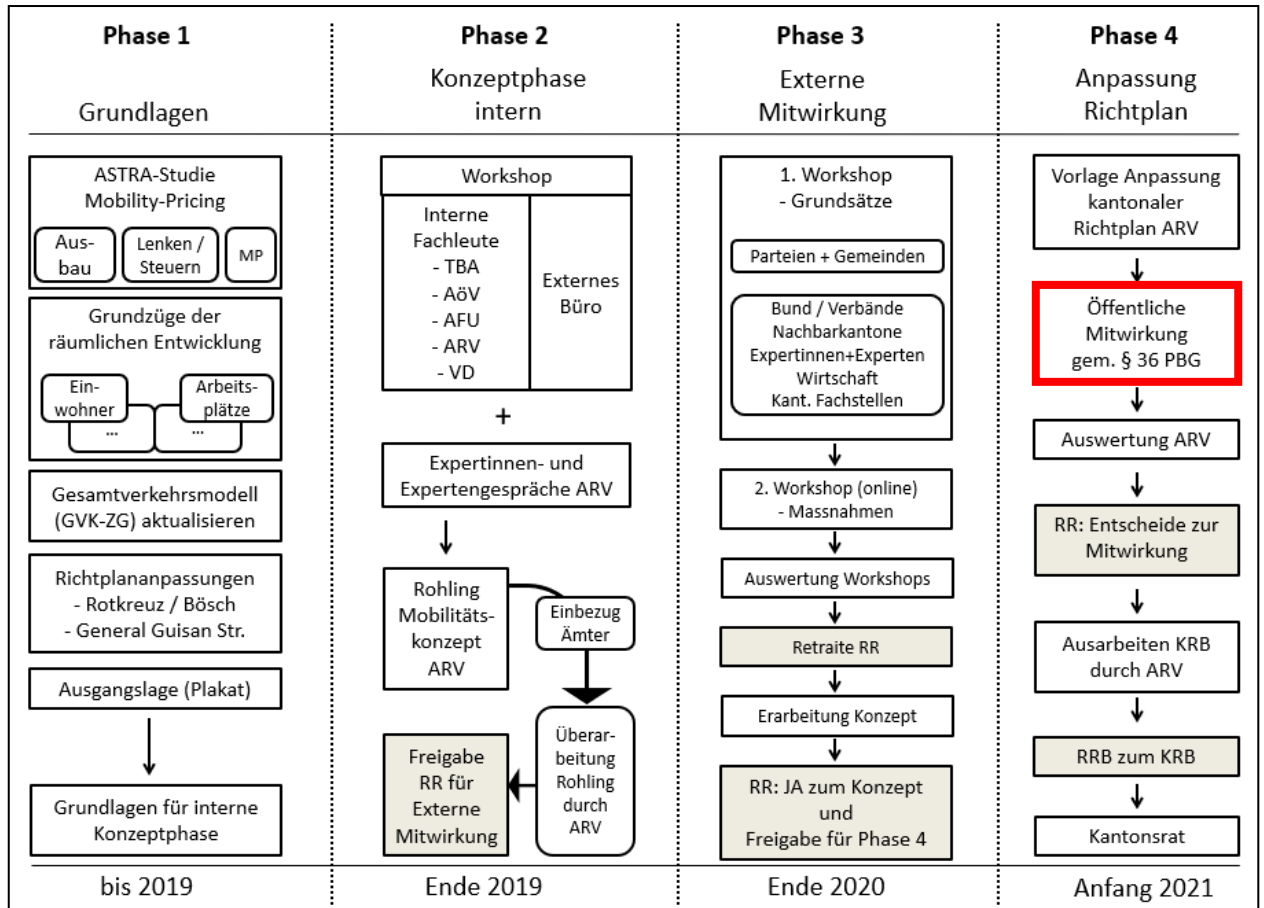 Phase 1
Grundlagen
ASTRA-Studie
Mobility-Pricing
Aus-
bau
Lenken /
Steuern
MP
Grundzüge der
räumlichen Entwicklung
Ein-
wohner
Arbeits-
plätze
...
...
Gesamtverkehrsmodell
(GVK-ZG) aktualisieren
Richtplananpassungen
- Rotkreuz / Bösch
- General Guisan Str.
Ausgangslage (Plakat)
Grundlagen für interne
Konzeptphase
bis 2019
Phase 2
Konzeptphase
intern
Workshop
Interne
Fachleute
- TBA
- AöV
- AFU
- ARV
- VD
Externes
Büro
+
Expertinnen- und
Expertengespräche ARV
Rohling
Mobilitäts-
konzept
ARV
Einbezug
Ämter
Überar-
beitung
Rohling
durch
ARV
Freigabe
RR für
Externe
Mitwirkung
Ende 2019
Phase 3
Externe
Mitwirkung
1. Workshop
- Grundsätze
Parteien + Gemeinden
Bund / Verbände
Nachbarkantone
Expertinnen+Experten
Wirtschaft
Kant. Fachstellen
2. Workshop (online)
- Massnahmen
Auswertung Workshops
Retraite RR
Erarbeitung Konzept
RR: JA zum Konzept
und
Freigabe für Phase 4
Ende 2020
Phase 4
Anpassung
Richtplan
Vorlage Anpassung
kantonaler
Richtplan ARV
Öffentliche
Mitwirkung
gem. § 36 PBG
Auswertung ARV
RR: Entscheide zur
Mitwirkung
Ausarbeiten KRB
durch ARV
RRB zum KRB
Kantonsrat
Anfang 2021